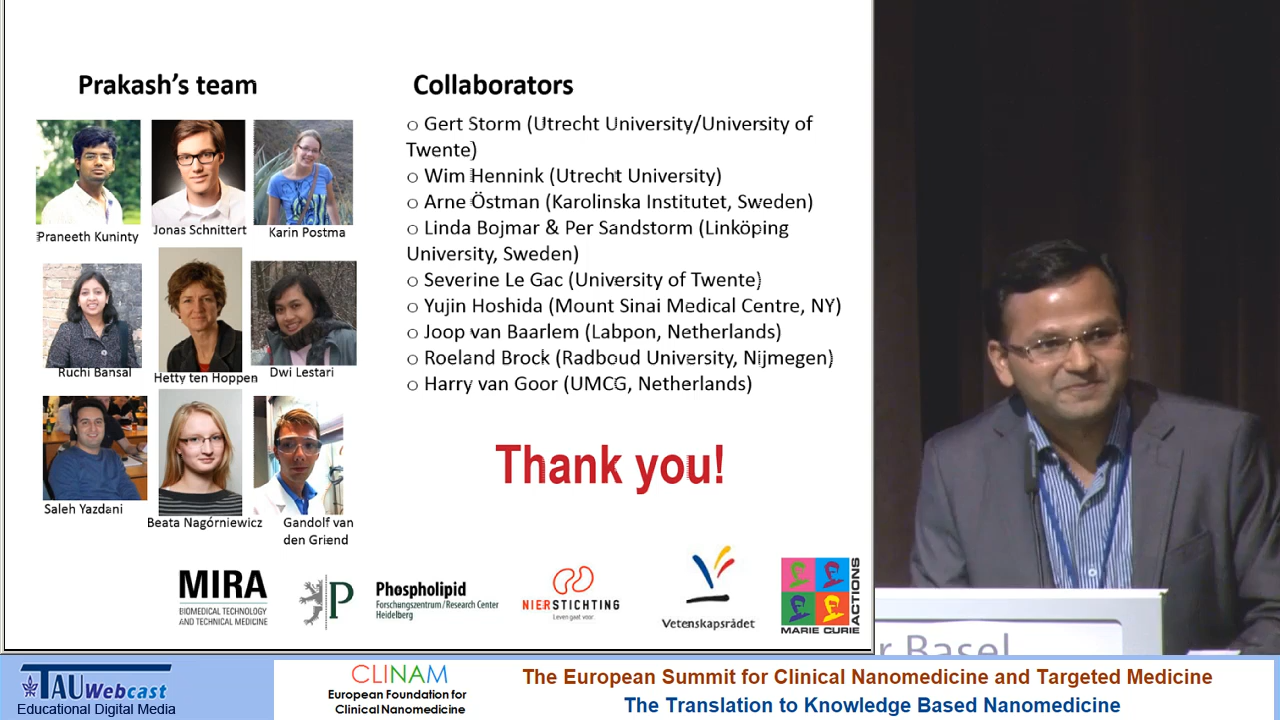 Prakash's team
Praneeth Kuninty
Jonas Schnittert
Karin Postma
Ruchi Bansal
Hetty ten Hoppen
Dwi Lestari
Saleh Yazdani
Beata Nagórniewicz
Gandolf van
den Griend
Collaborators
o Gert Storm (Utrecht University/University of
Twente)
o Wim Hennink (Utrecht University)
o Arne Östman (Karolinska Institutet, Sweden)
o Linda Bojmar & Per Sandstorm (Linköping
University, Sweden)
o Severine Le Gac (University of Twente)
o Yujin Hoshida (Mount Sinai Medical Centre, NY)
o Joop van Baarlem (Labpon, Netherlands)
o Roeland Brock (Radboud University, Nijmegen)
o Harry van Goor (UMCG, Netherlands)
Thank you!
MIRA
BIOMEDICAL TECHNOLOGY
AND TECHNICAL MEDICINE
P
Phospholipid
Forschungszentrum/Research Center
Heidelberg
NIERSTICHTING
Leven gaat voor.
Vetenskapsrådet
MARIE CURIE
ACTIONS
r Basel
TAU Webcast
Educational Digital Media
CLINAM
European Foundation for
Clinical Nanomedicine
The European Summit for Clinical Nanomedicine and Targeted Medicine
The Translation to Knowledge Based Nanomedicine